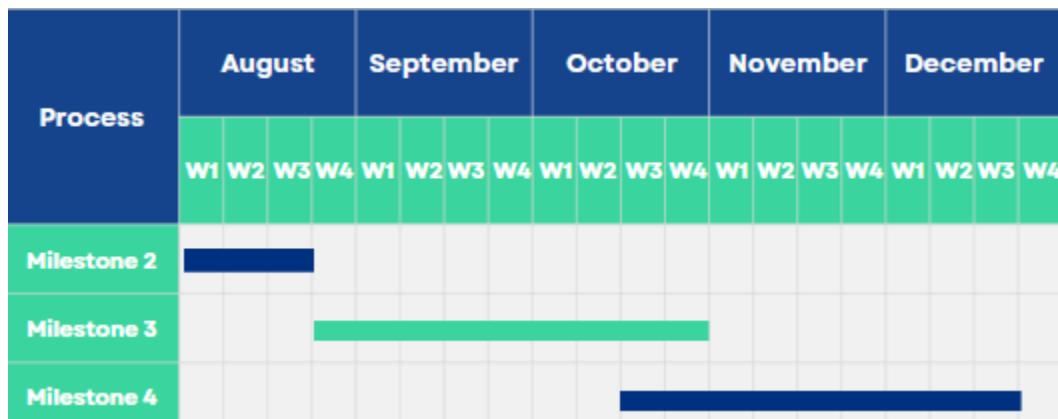 Process
August September October November December
W1 W2 W3 W4 W1 W2 W3 W4 W1 W2 W3 W4 W1 W2 W3 W4 W1 W2 W3 W4
Milestone 2
Milestone 3
Milestone 4